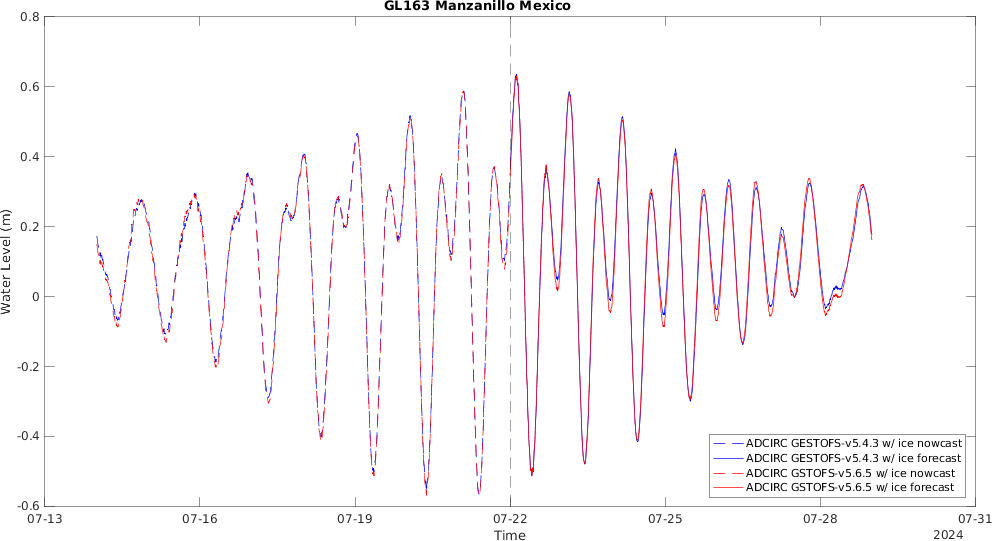 GL163 Manzanillo Mexico
0.8
0.6
0.4
0.2
0
-0.2
-0.4
-0.6
Water Level (m)
07-13
07-16
07-19
07-22
07-25
07-28
07-31
Time
2024
ADCIRC GESTOFS-v5.4.3 w/ ice nowcast
ADCIRC GESTOFS-v5.4.3 w/ ice forecast
ADCIRC GSTOFS-v5.6.5 w/ ice nowcast
ADCIRC GSTOFS-v5.6.5 w/ ice forecast